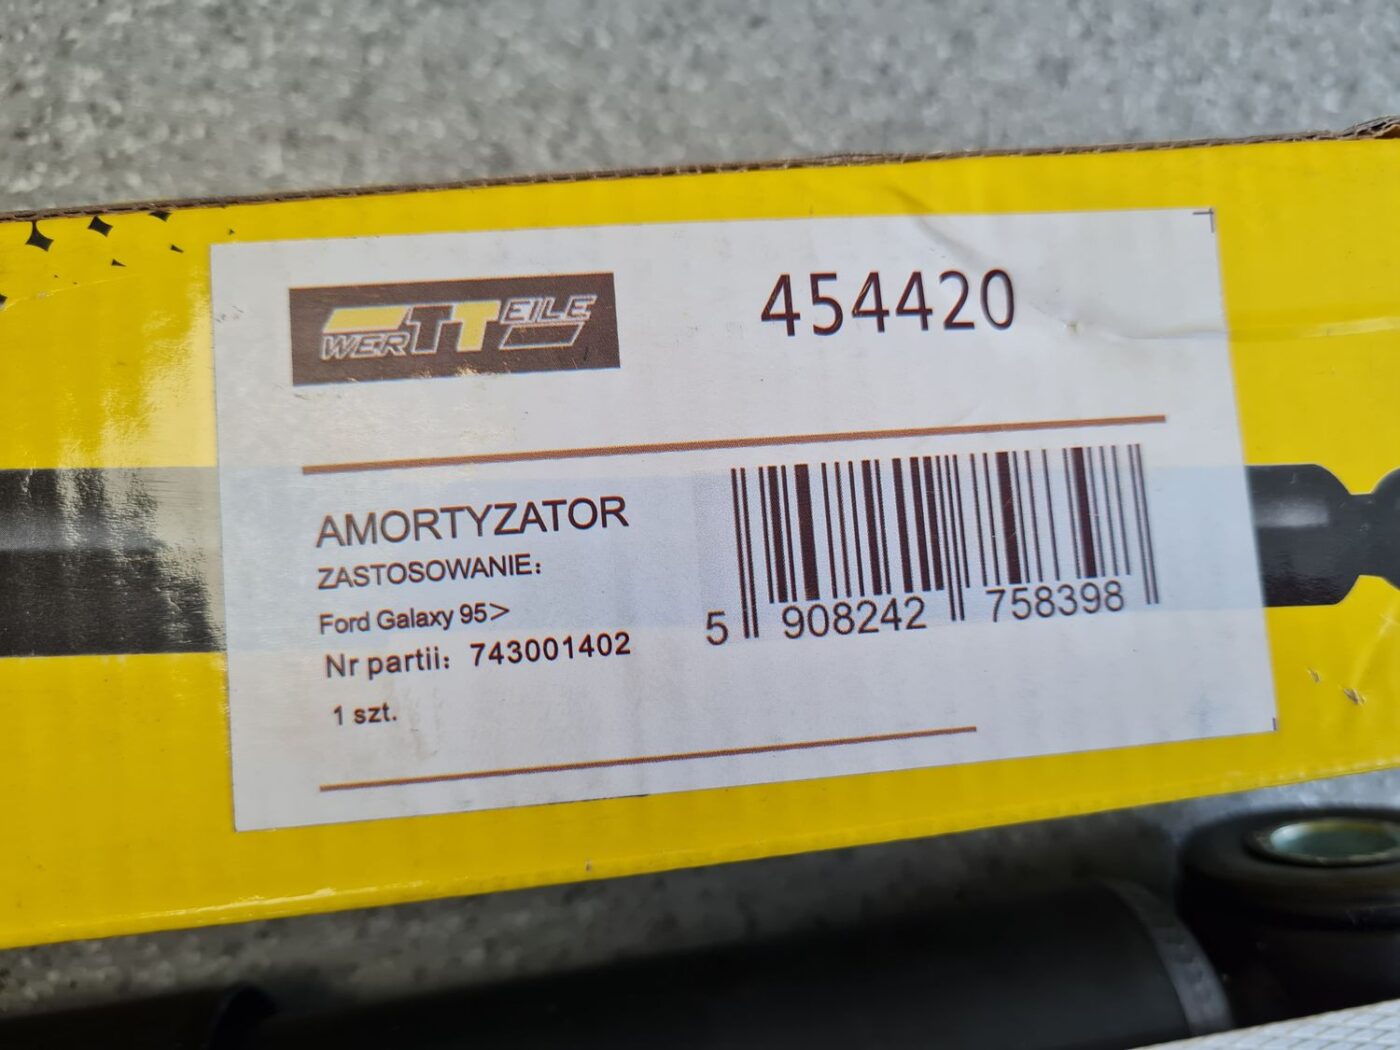 WERTTEILE
454420
AMORTYZATOR
ZASTOSOWANIE:
Ford Galaxy 95>
Nr partii: 743001402
1 szt.
5 908242 758398